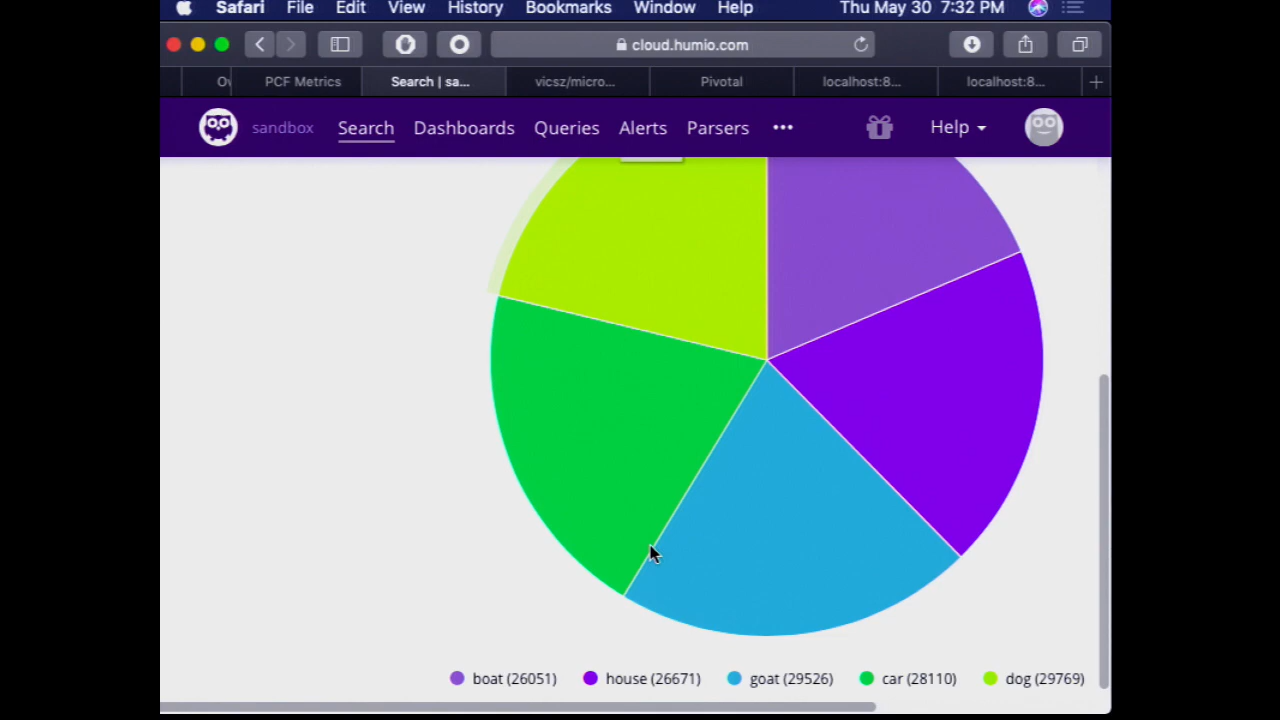 Safari File Edit View History Bookmarks Window Help Thu May 30 7:32 PM
cloud.humio.com
Ov PCF Metrics Search | sa... vicsz/micro... Pivotal localhost:8... localhost:8... +
sandbox Search Dashboards Queries Alerts Parsers ••• Help
boat (26051) house (26671) goat (29526) car (28110) dog (29769)